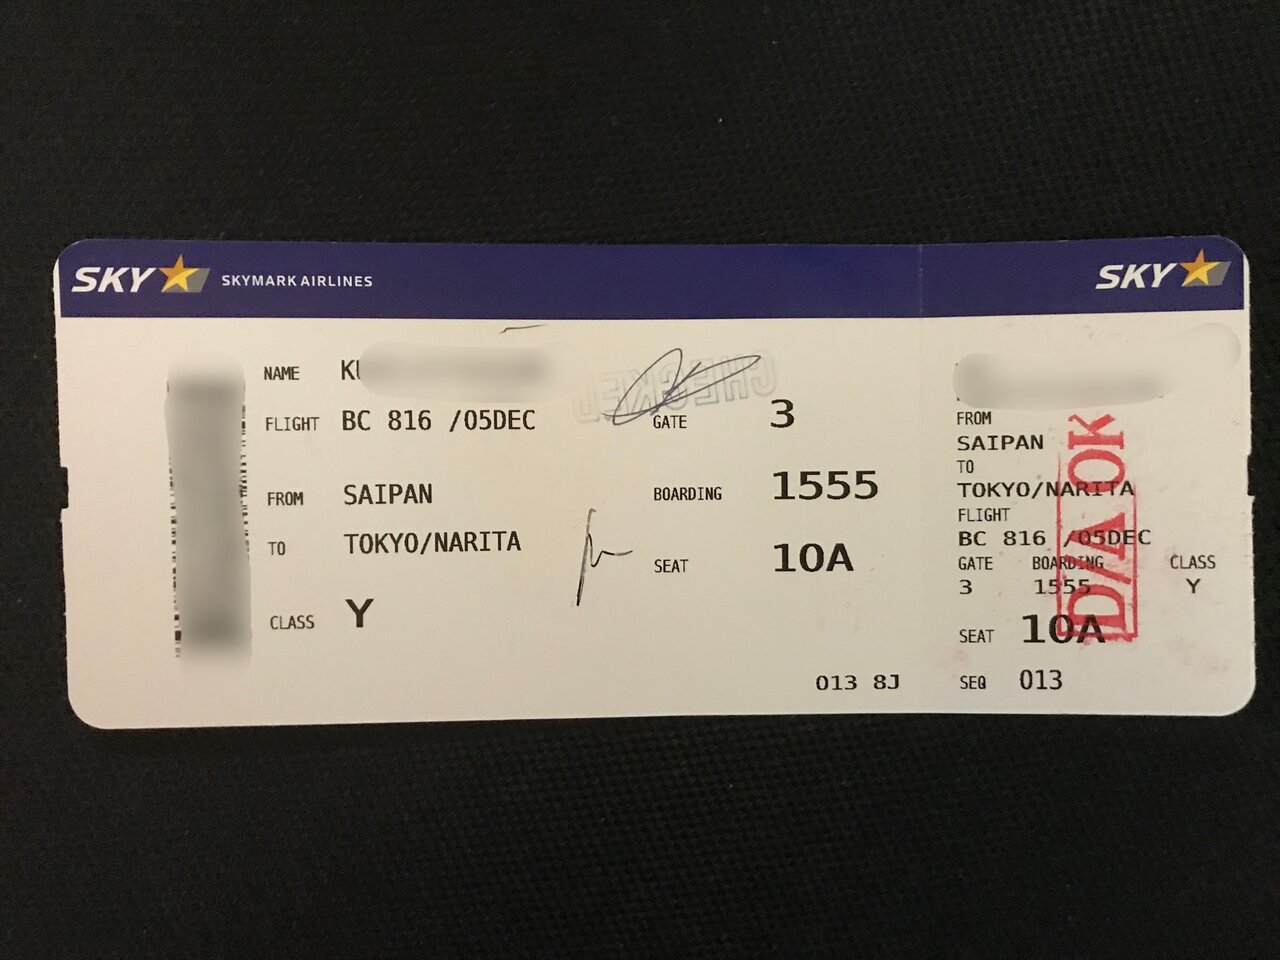 SKY SKYMARK AIRLINES
NAME
FLIGHT BC 816 /05DEC
FROM SAIPAN
TO TOKYO/NARITA
CLASS Y
CHECKED
GATE 3
BOARDING 1555
SEAT 10A
013 8J
SKY
FROM
SAIPAN
TO
TOKYO/NARITA
FLIGHT
BC 816 /05DEC
GATE BOARDING CLASS
3 1555 Y
SEAT 10A
SEQ 013
D/A OK